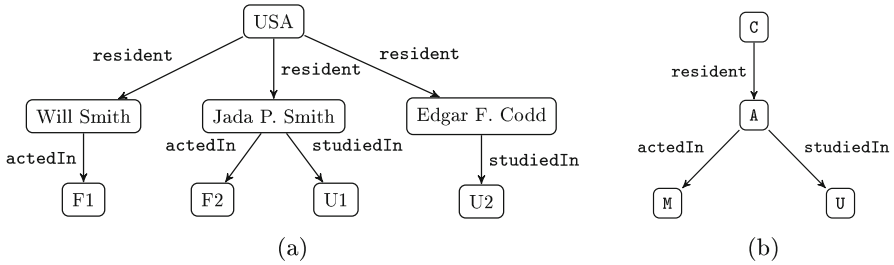 USA
resident
resident
resident
Will Smith
Jada P. Smith
Edgar F. Codd
actedIn
actedIn
studiedIn
studiedIn
F1
F2
U1
U2
(a)
C
resident
A
actedIn
studiedIn
M
U
(b)